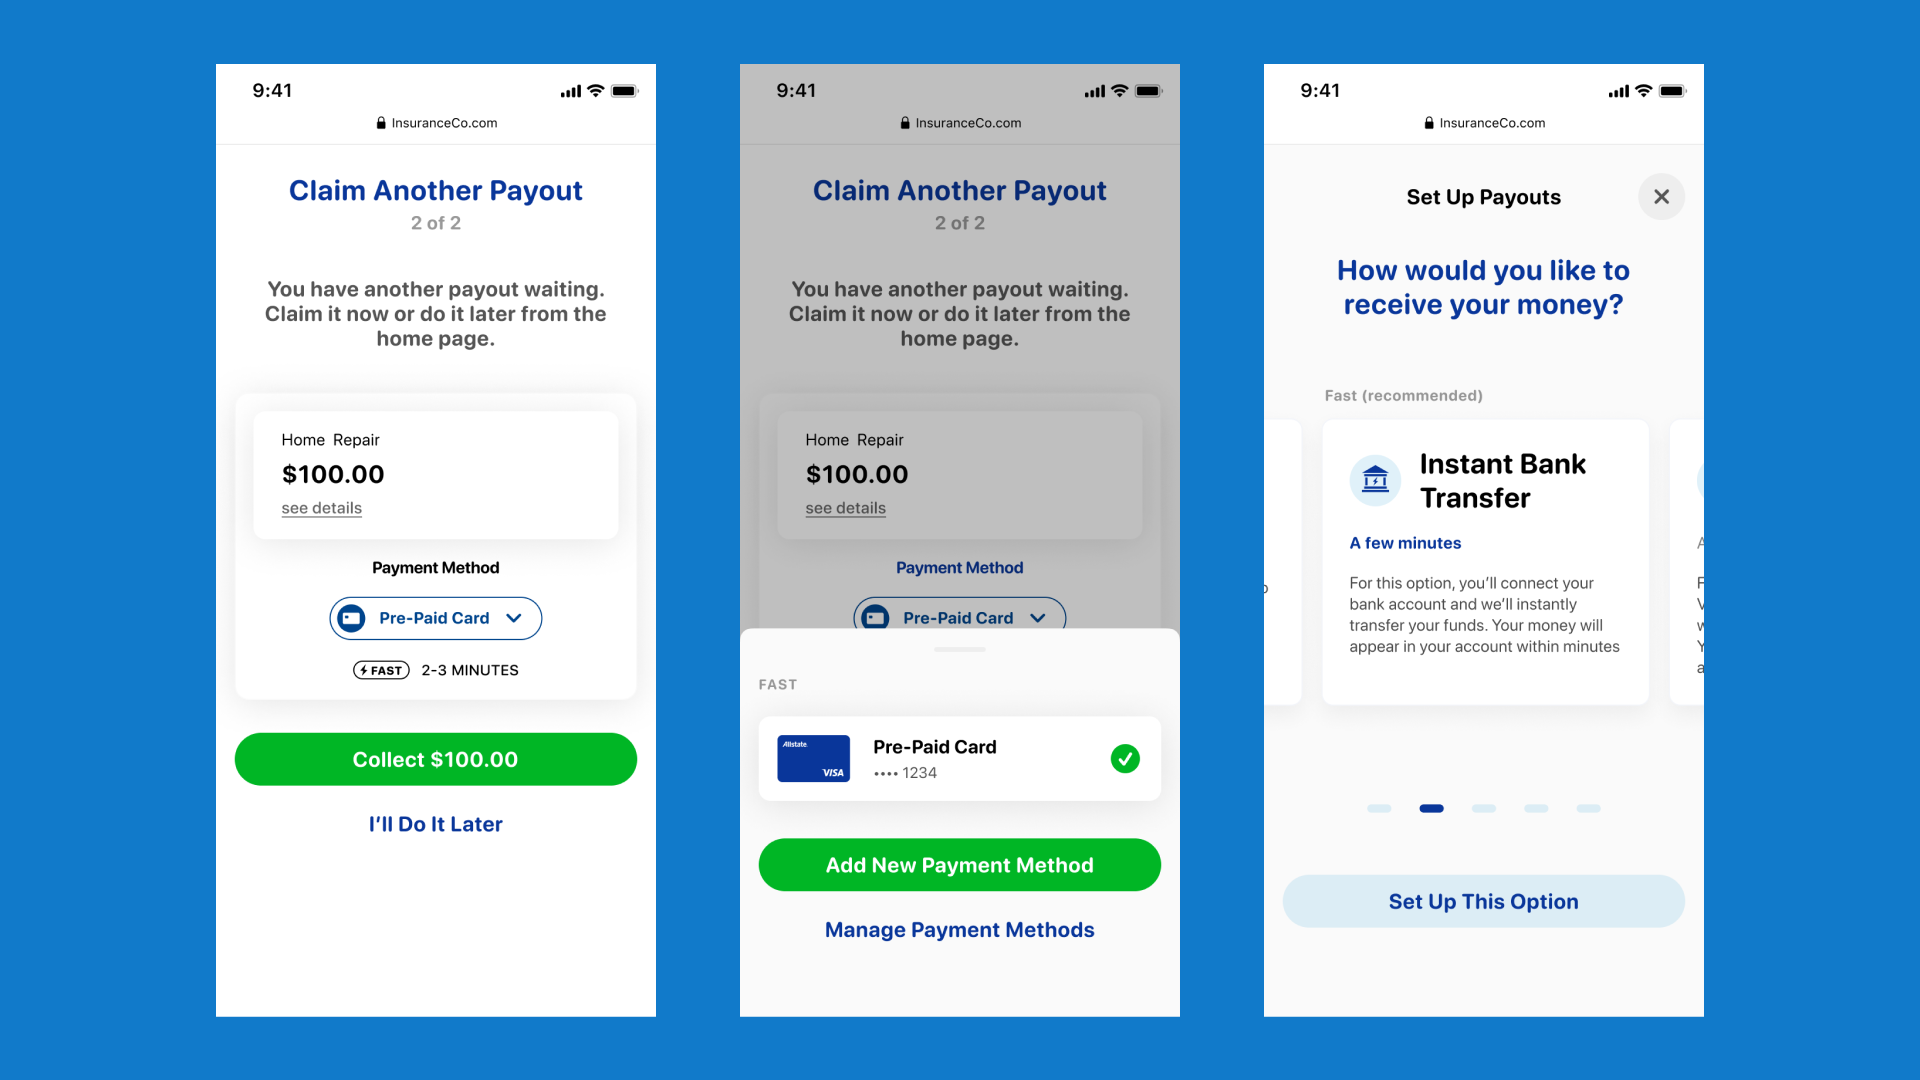 9:41
InsuranceCo.com
Claim Another Payout
2 of 2
You have another payout waiting.
Claim it now or do it later from the
home page.
Home Repair
$100.00
see details
Payment Method
Pre-Paid Card
FAST 2-3 MINUTES
Collect $100.00
I'll Do It Later
9:41
InsuranceCo.com
Claim Another Payout
2 of 2
You have another payout waiting.
Claim it now or do it later from the
home page.
Home Repair
$100.00
see details
Payment Method
Pre-Paid Card
FAST
Allstate
VISA
Pre-Paid Card
•••• 1234
Add New Payment Method
Manage Payment Methods
9:41
InsuranceCo.com
Set Up Payouts
How would you like to
receive your money?
Fast (recommended)
Instant Bank
Transfer
A few minutes
For this option, you'll connect your
bank account and we'll instantly
transfer your funds. Your money will
appear in your account within minutes
Set Up This Option